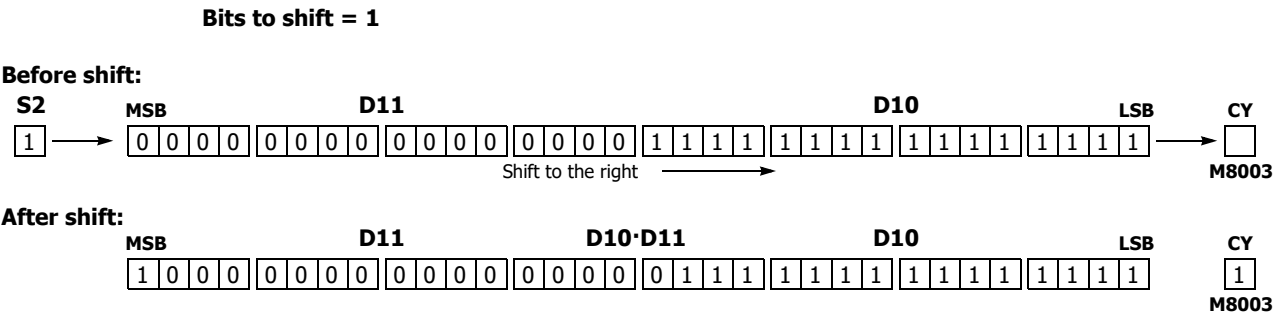 Bits to shift = 1
Before shift:
S2 MSB D11 D10 LSB CY
1 0 0 0 0 0 0 0 0 0 0 0 0 0 0 0 0 1 1 1 1 1 1 1 1 1 1 1 1 1 1 1 1
Shift to the right M8003
After shift:
MSB D11 D10·D11 D10 LSB CY
1 0 0 0 0 0 0 0 0 0 0 0 0 0 0 0 0 1 1 1 1 1 1 1 1 1 1 1 1 1 1 1 1
M8003